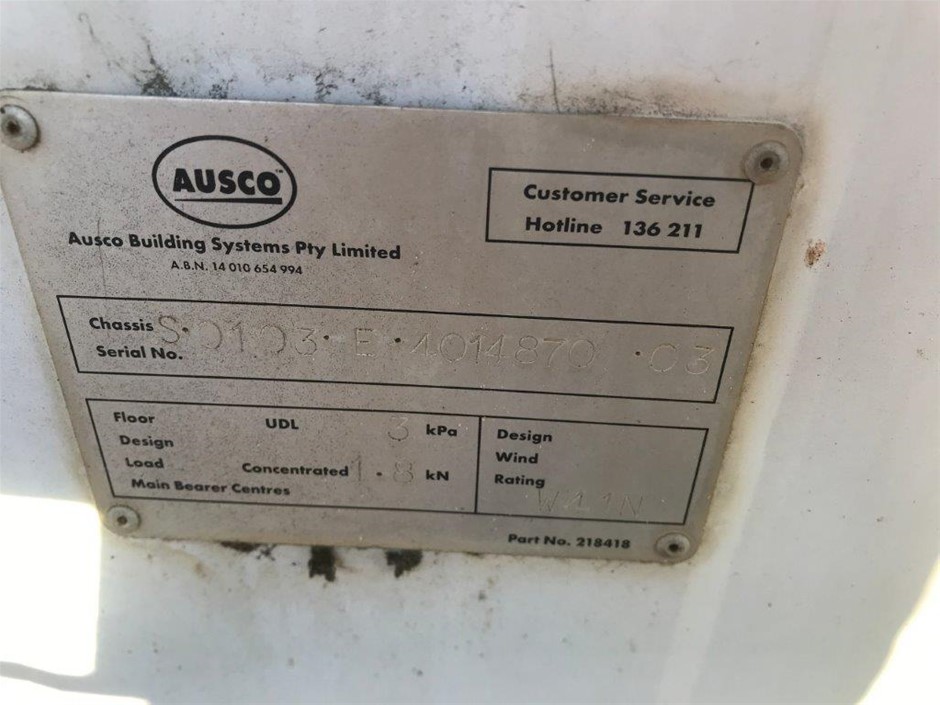 AUSCO™
Ausco Building Systems Pty Limited
A.B.N. 14 010 654 994
Customer Service
Hotline 136 211
Chassis
Serial No.
S·0103·E·4014870·03
Floor
Design
Load
UDL 3 kPa
Concentrated 1.8 kN
Main Bearer Centres
Design
Wind
Rating
W41N
Part No. 218418